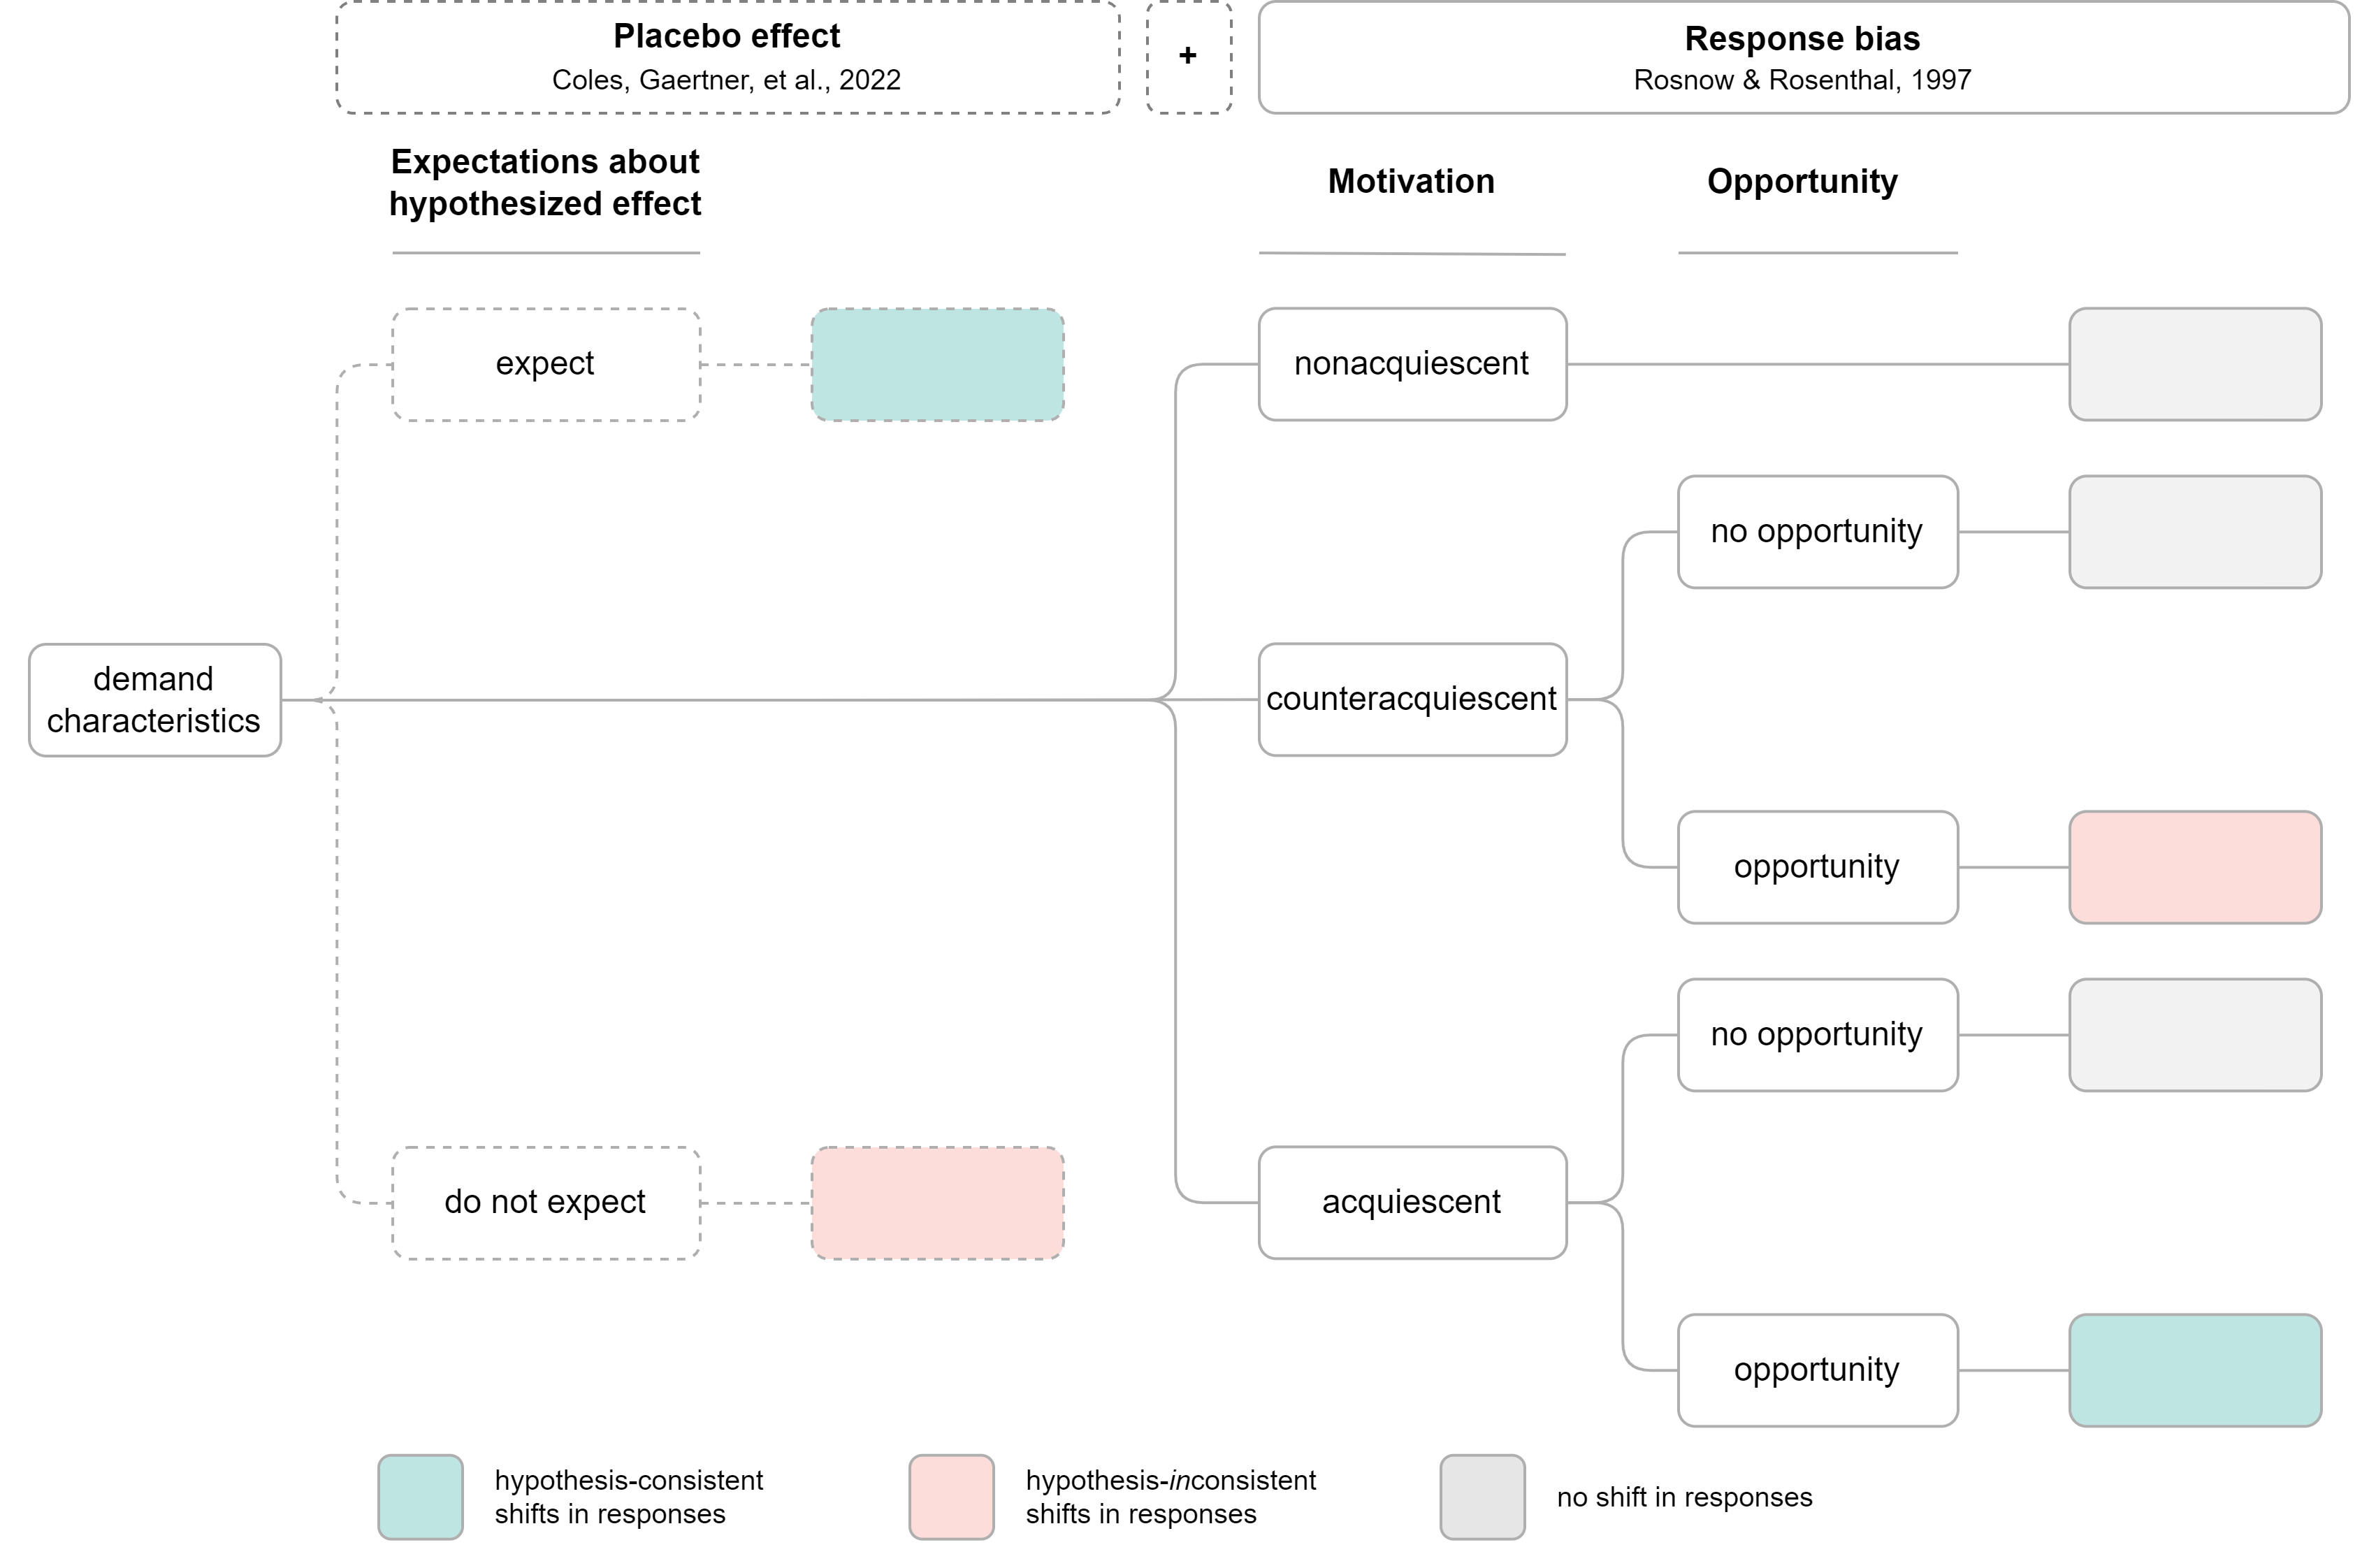 Placebo effect
Coles, Gaertner, et al., 2022
+
Response bias
Rosnow & Rosenthal, 1997
Expectations about
hypothesized effect
Motivation
Opportunity
expect
nonacquiescent
no opportunity
demand
characteristics
counteracquiescent
opportunity
no opportunity
do not expect
acquiescent
opportunity
hypothesis-consistent
shifts in responses
hypothesis-inconsistent
shifts in responses
no shift in responses